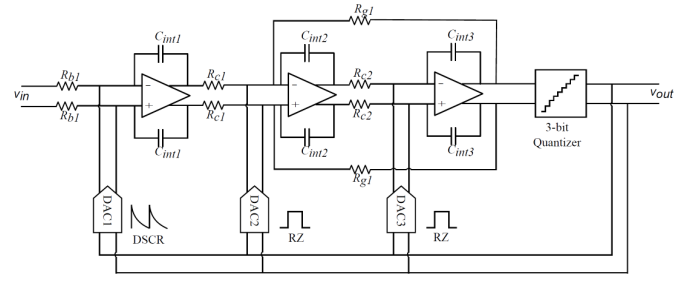 Rg1
Cint1
Cint2
Cint3
Rb1
Rc1
Rc2
vin
vout
Rb1
Rc1
Rc2
3-bit
Quantizer
Cint1
Cint2
Cint3
Rg1
DAC1
DSCR
DAC2
RZ
DAC3
RZ